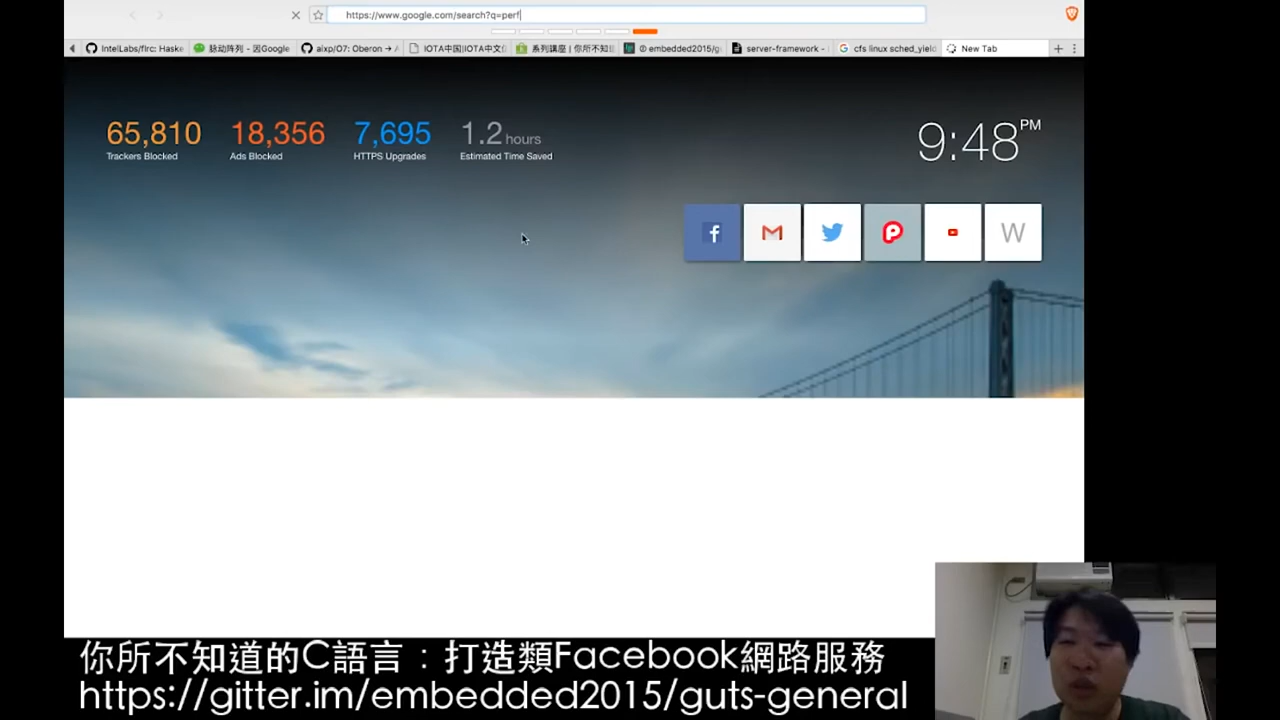 https://www.google.com/search?q=perf
IntelLabs/flrc: Haske
脉动阵列 - 因Google
aixp/O7: Oberon → A
IOTA中国|IOTA中文
系列講座 | 你所不知
embedded2015/g
server-framework -
cfs linux sched_yield
New Tab
65,810 18,356 7,695 1.2 hours
Trackers Blocked Ads Blocked HTTPS Upgrades Estimated Time Saved
9:48 PM
W
你所不知道的C語言：打造類Facebook網路服務
https://gitter.im/embedded2015/guts-general